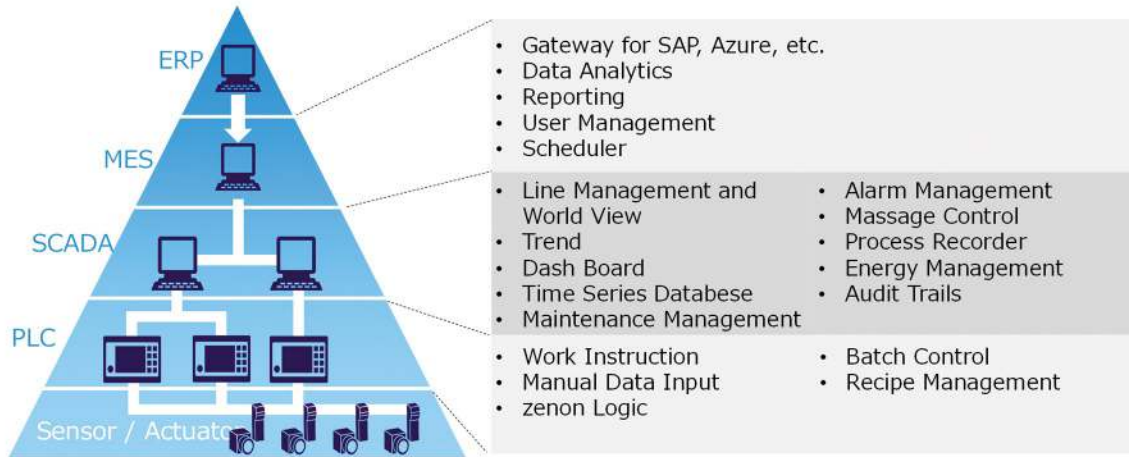 ERP
MES
SCADA
PLC
Sensor / Actuator
• Gateway for SAP, Azure, etc.
• Data Analytics
• Reporting
• User Management
• Scheduler
• Line Management and
World View
• Trend
• Dash Board
• Time Series Databese
• Maintenance Management
• Alarm Management
• Massage Control
• Process Recorder
• Energy Management
• Audit Trails
• Work Instruction
• Manual Data Input
• zenon Logic
• Batch Control
• Recipe Management